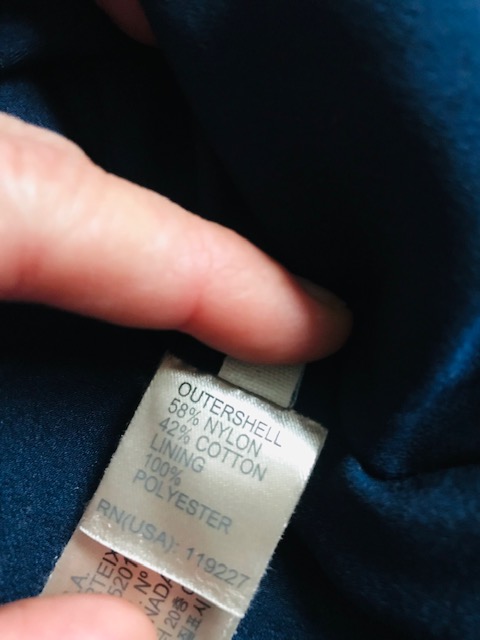 OUTERSHELL
58% NYLON
42% COTTON
LINING
100%
POLYESTER
RN(USA): 119227